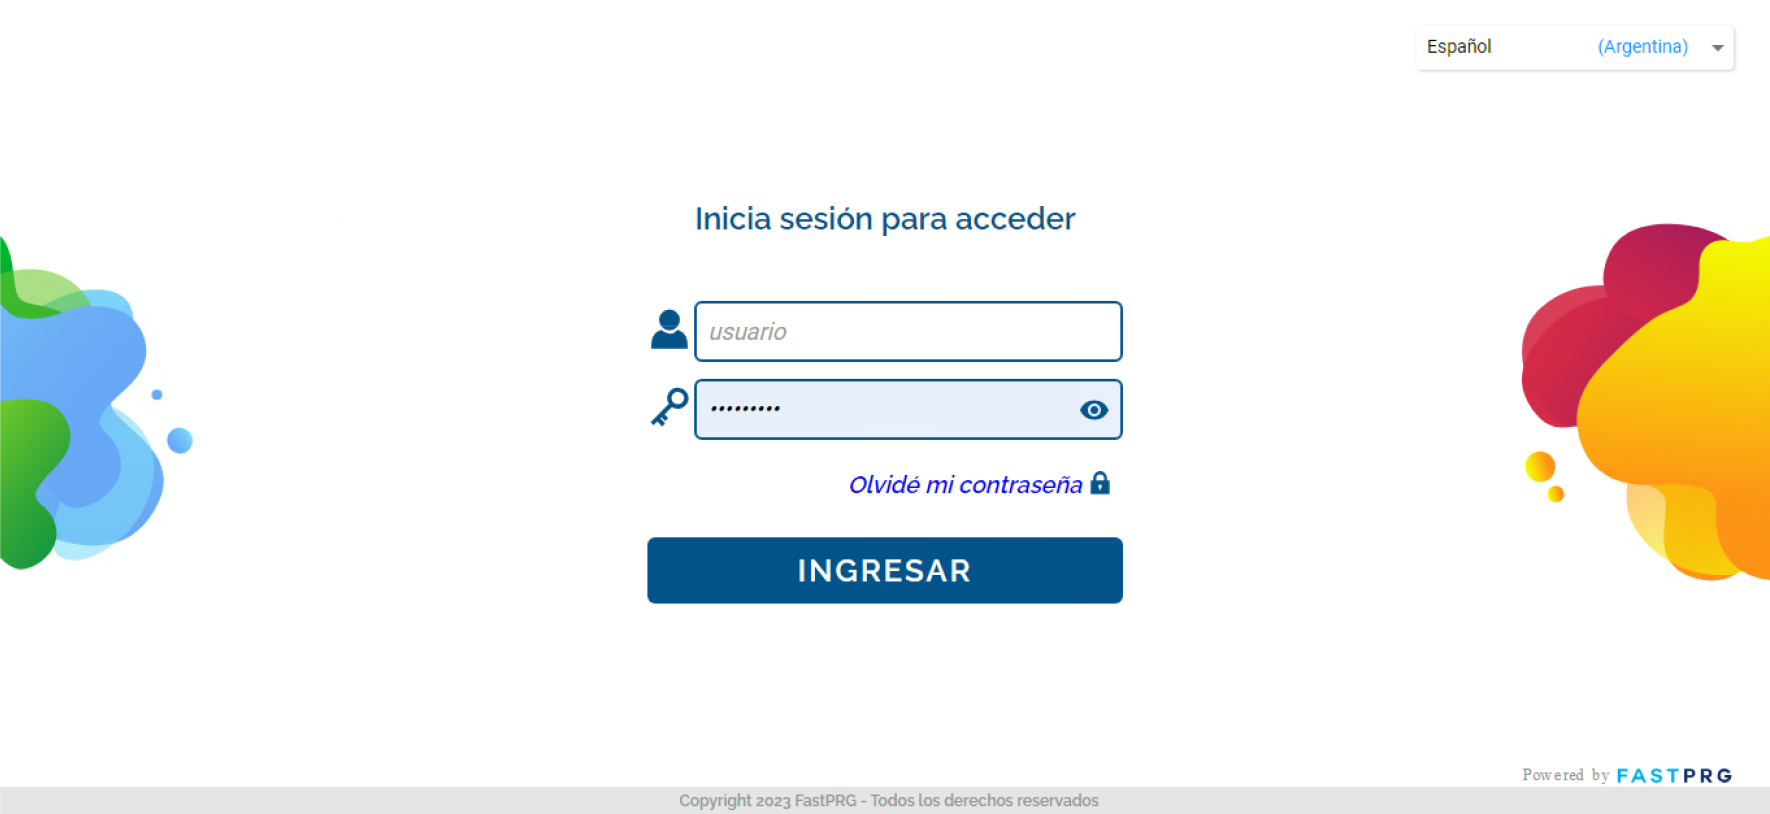 Español (Argentina)
Inicia sesión para acceder
usuario
•••••••••
Olvidé mi contraseña
INGRESAR
Powered by FASTPRG
Copyright 2023 FastPRG - Todos los derechos reservados